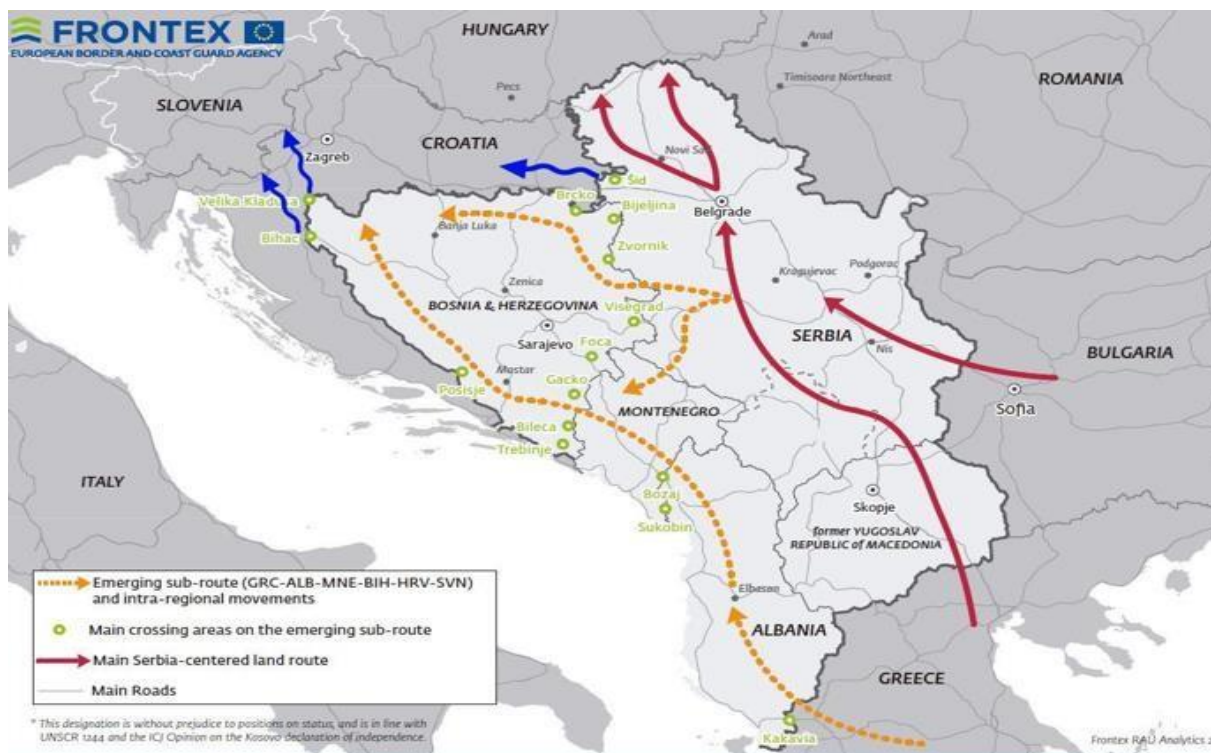 FRONTEX
EUROPEAN BORDER AND COAST GUARD AGENCY
HUNGARY
Arad
Timisoara Northeast
ROMANIA
Pecs
SLOVENIA
CROATIA
Zagreb
Novi Sad
Velika Kladusa
Brcko
Šid
Bijeljina
Belgrade
Bihac
Banja Luka
Zvornik
Zenica
Kragujevac
Podgorac
BOSNIA & HERZEGOVINA
Visegrad
SERBIA
Sarajevo
Foca
Nis
BULGARIA
Mostar
Posisje
Gacko
Sofia
MONTENEGRO
Bileca
Trebinje
ITALY
Bozaj
Skopje
Sukobin
former YUGOSLAV
REPUBLIC of MACEDONIA
Elbasan
ALBANIA
GREECE
Kakavia
Emerging sub-route (GRC-ALB-MNE-BIH-HRV-SVN)
and intra-regional movements
Main crossing areas on the emerging sub-route
Main Serbia-centered land route
Main Roads
* This designation is without prejudice to positions on status, and is in line with
UNSCR 1244 and the ICJ Opinion on the Kosovo declaration of independence.
Frontex RAU Analytics 2